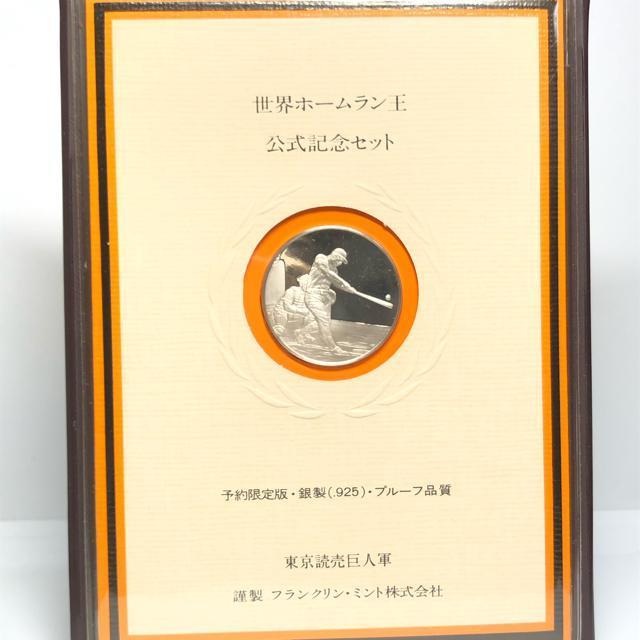 世界ホームラン王
公式記念セット
予約限定版・銀製(.925)・プルーフ品質
東京読売巨人軍
謹製 フランクリン・ミント株式会社